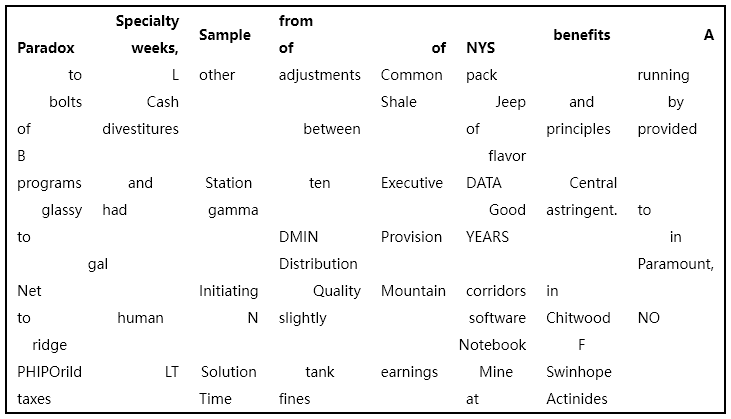 Specialty from
Sample benefits A
Paradox weeks, of of NYS
to L other adjustments Common pack running
bolts Cash Shale Jeep and by
of divestitures between of principles provided
B flavor
programs and Station ten Executive DATA Central
glassy had gamma Good astringent. to
to DMIN Provision YEARS in
gal Distribution Paramount,
Net Initiating Quality Mountain corridors in
to human N slightly software Chitwood NO
ridge Notebook F
PHIPOrild LT Solution tank earnings Mine Swinhope
taxes Time fines at Actinides